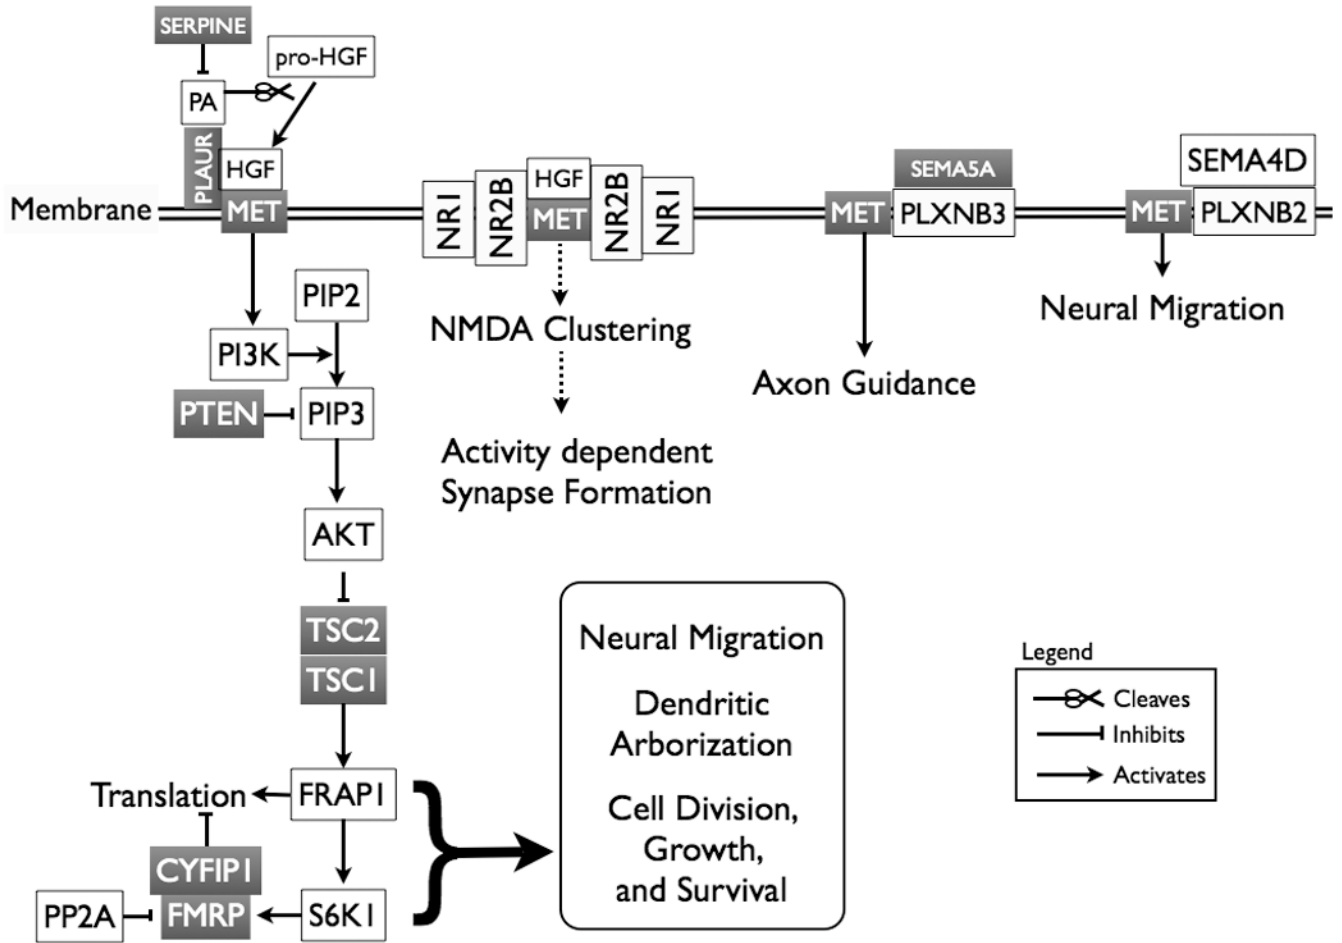 SERPINE
pro-HGF
PA
PLAUR
HGF
MET
Membrane
NR1
NR2B
HGF
MET
NR2B
NR1
SEMA5A
MET
PLXNB3
SEMA4D
MET
PLXNB2
PIP2
PI3K
PTEN
PIP3
NMDA Clustering
Axon Guidance
Neural Migration
Activity dependent
Synapse Formation
AKT
TSC2
TSC1
Translation
FRAP1
CYFIP1
PP2A
FMRP
S6K1
Neural Migration
Dendritic
Arborization
Cell Division,
Growth,
and Survival
Legend
Cleaves
Inhibits
Activates